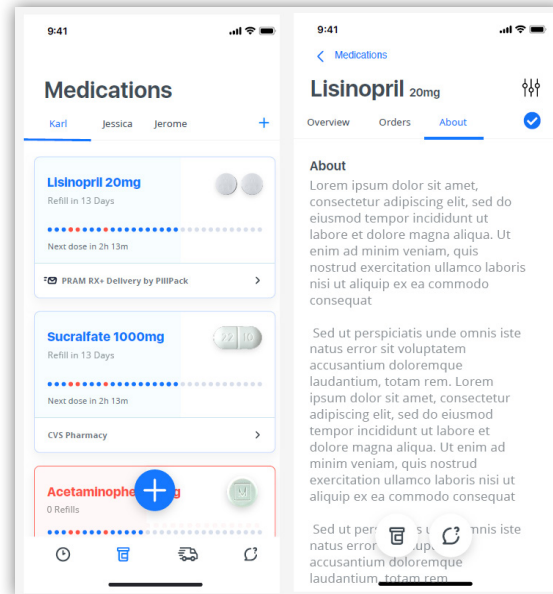 9:41
Medications
Karl Jessica Jerome +
Lisinopril 20mg
Refill in 13 Days
Next dose in 2h 13m
PRAM RX+ Delivery by PillPack
Sucralfate 1000mg
Refill in 13 Days
Next dose in 2h 13m
CVS Pharmacy
Acetaminophe g
0 Refills
9:41
Medications
Lisinopril 20mg
Overview Orders About
About
Lorem ipsum dolor sit amet,
consectetur adipiscing elit, sed do
eiusmod tempor incididunt ut
labore et dolore magna aliqua. Ut
enim ad minim veniam, quis
nostrud exercitation ullamco laboris
nisi ut aliquip ex ea commodo
consequat
Sed ut perspiciatis unde omnis iste
natus error sit voluptatem
accusantium doloremque
laudantium, totam rem. Lorem
ipsum dolor sit amet, consectetur
adipiscing elit, sed do eiusmod
tempor incididunt ut labore et
dolore magna aliqua. Ut enim ad
minim veniam, quis nostrud
exercitation ullamco laboris nisi ut
aliquip ex ea commodo consequat
Sed ut omnis iste
natus error
accusantium doloremque
laudantium, totam rem